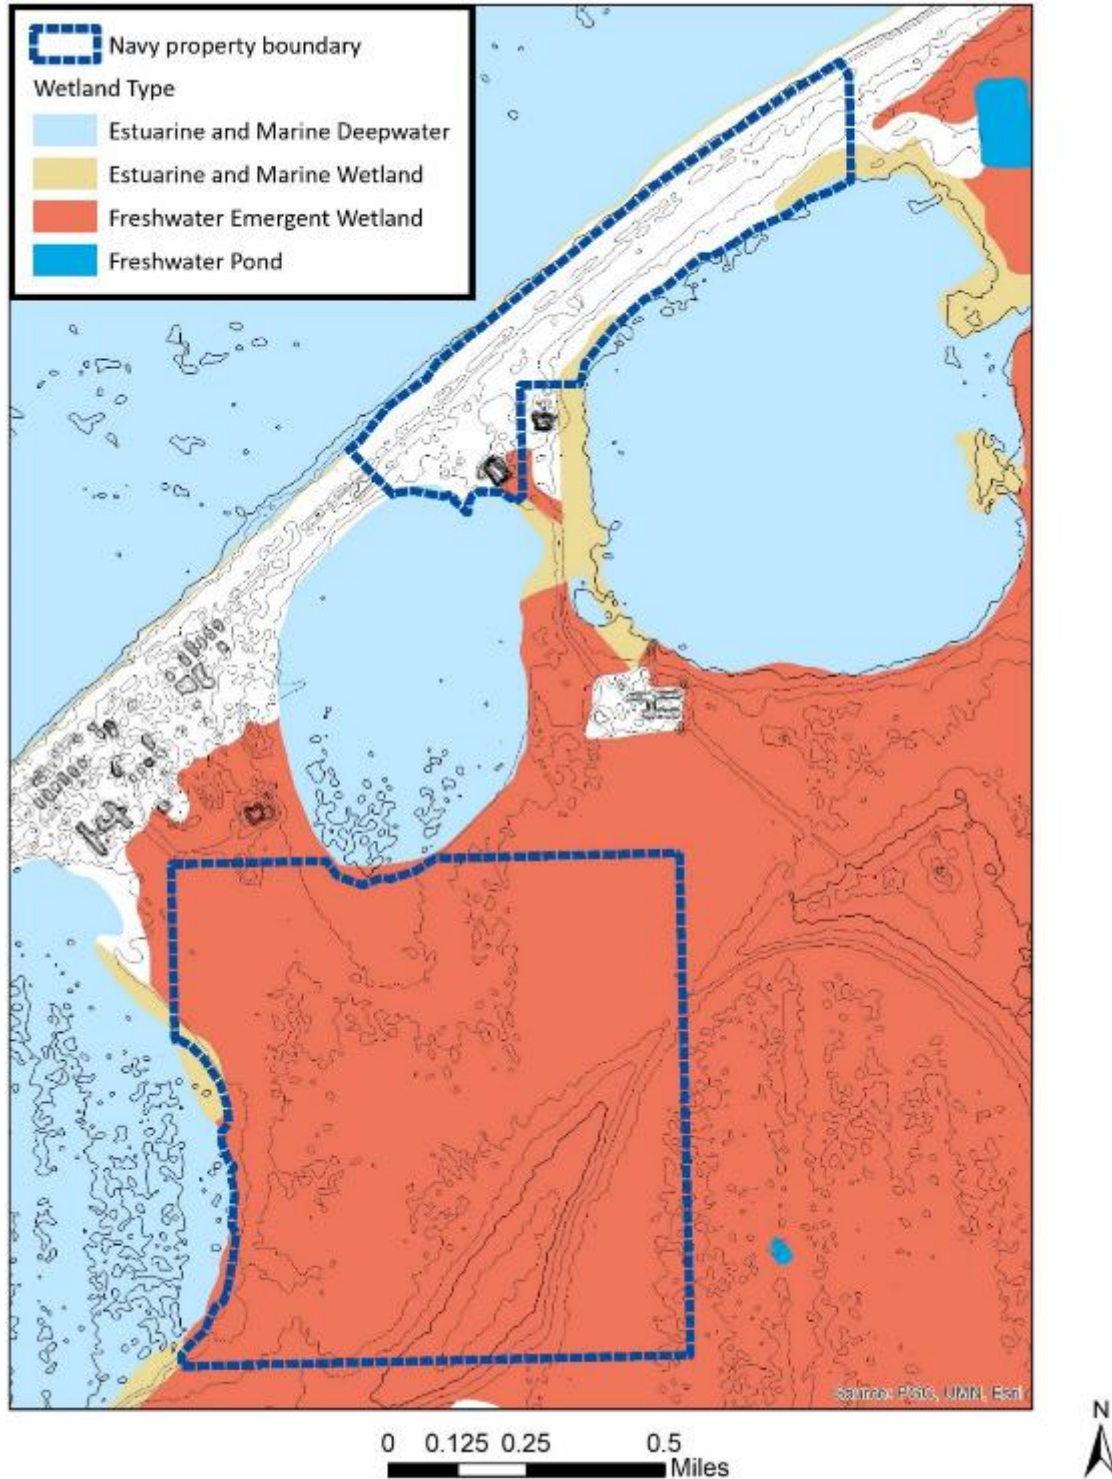 Navy property boundary
Wetland Type
Estuarine and Marine Deepwater
Estuarine and Marine Wetland
Freshwater Emergent Wetland
Freshwater Pond
Source: PGC, UMN, Esri
N
0 0.125 0.25 0.5
Miles